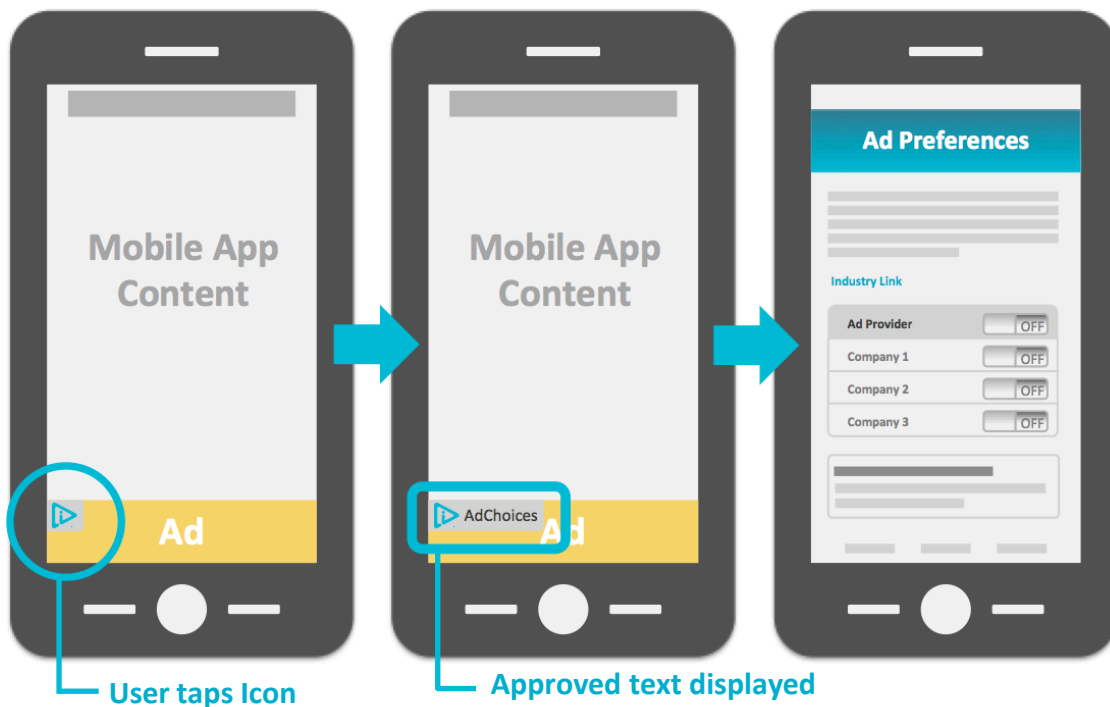 Mobile App
Content
Ad
User taps Icon
Mobile App
Content
AdChoices
Ad
Approved text displayed
Ad Preferences
Industry Link
Ad Provider OFF
Company 1 OFF
Company 2 OFF
Company 3 OFF